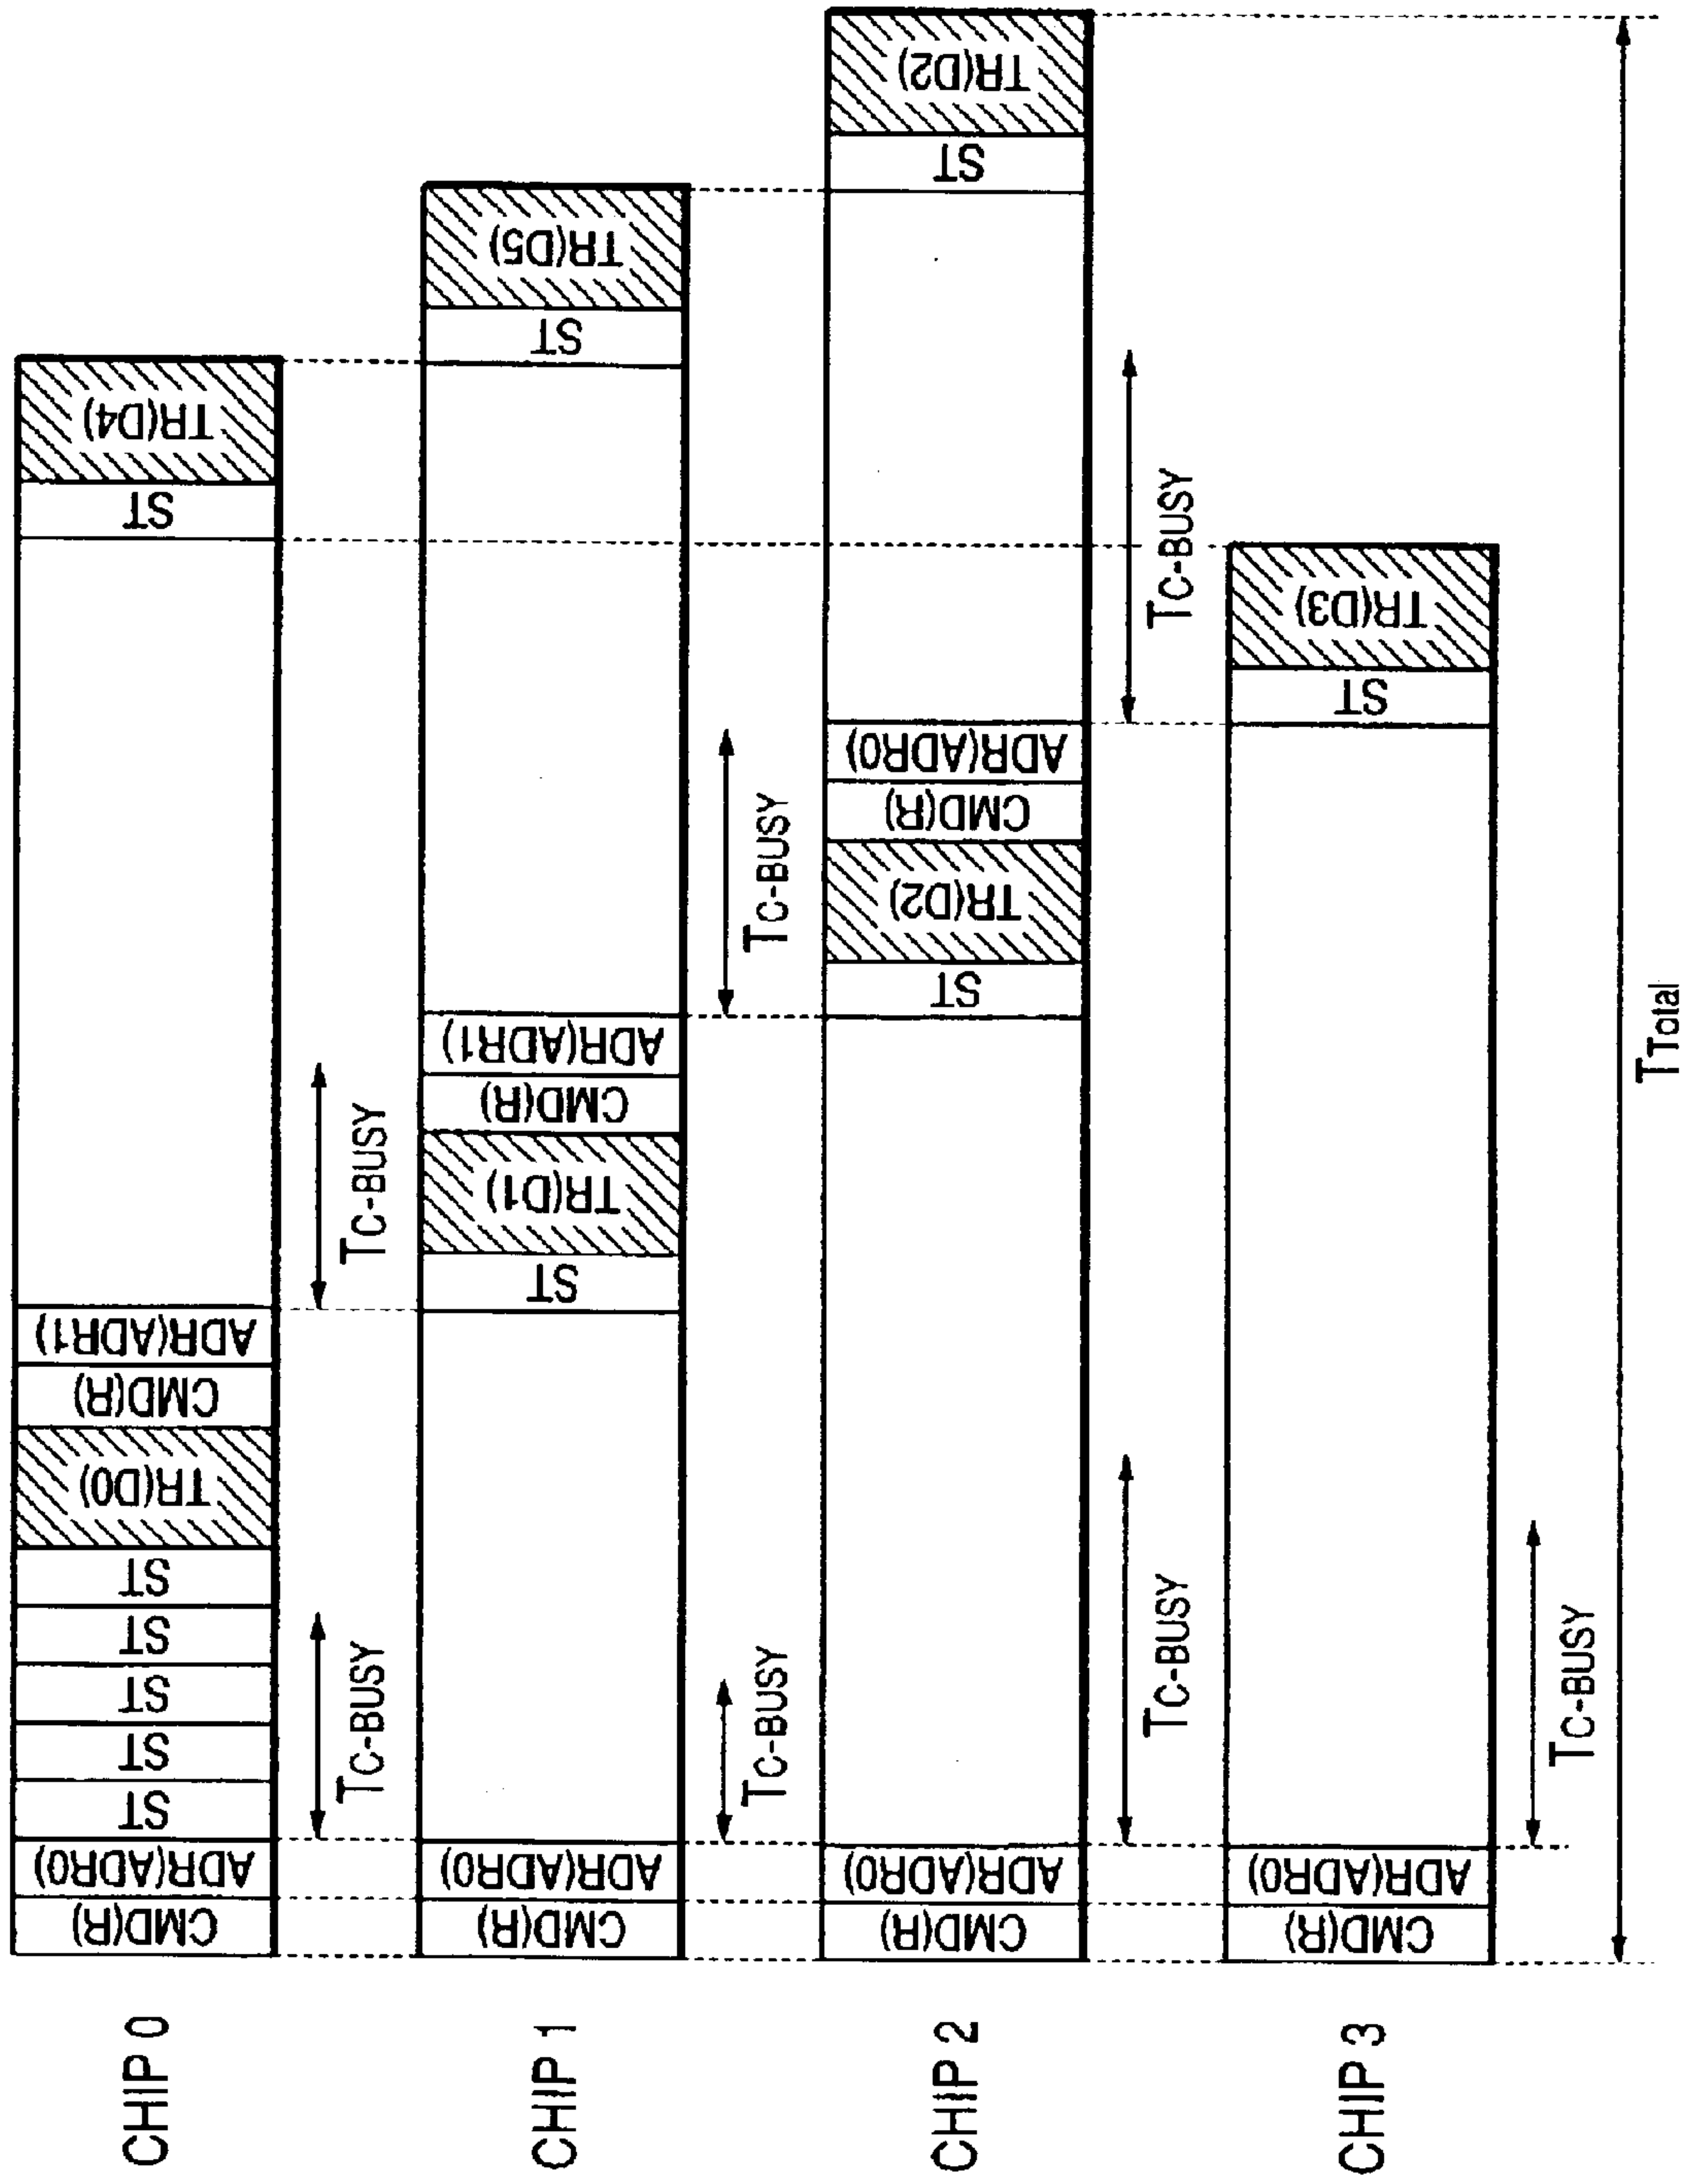 CHIP 0
CMD(R)
ADR(ADR0)
ST
ST
ST
ST
ST
TR(D0)
CMD(R)
ADR(ADR1)
ST
TR(D4)
TC-BUSY
TC-BUSY
CHIP 1
CMD(R)
ADR(ADR0)
ST
TR(D1)
CMD(R)
ADR(ADR1)
ST
TR(D5)
TC-BUSY
TC-BUSY
CHIP 2
CMD(R)
ADR(ADR0)
ST
TR(D2)
CMD(R)
ADR(ADR0)
ST
TR(D2)
TC-BUSY
TC-BUSY
CHIP 3
CMD(R)
ADR(ADR0)
ST
TR(D3)
TC-BUSY
TTotal